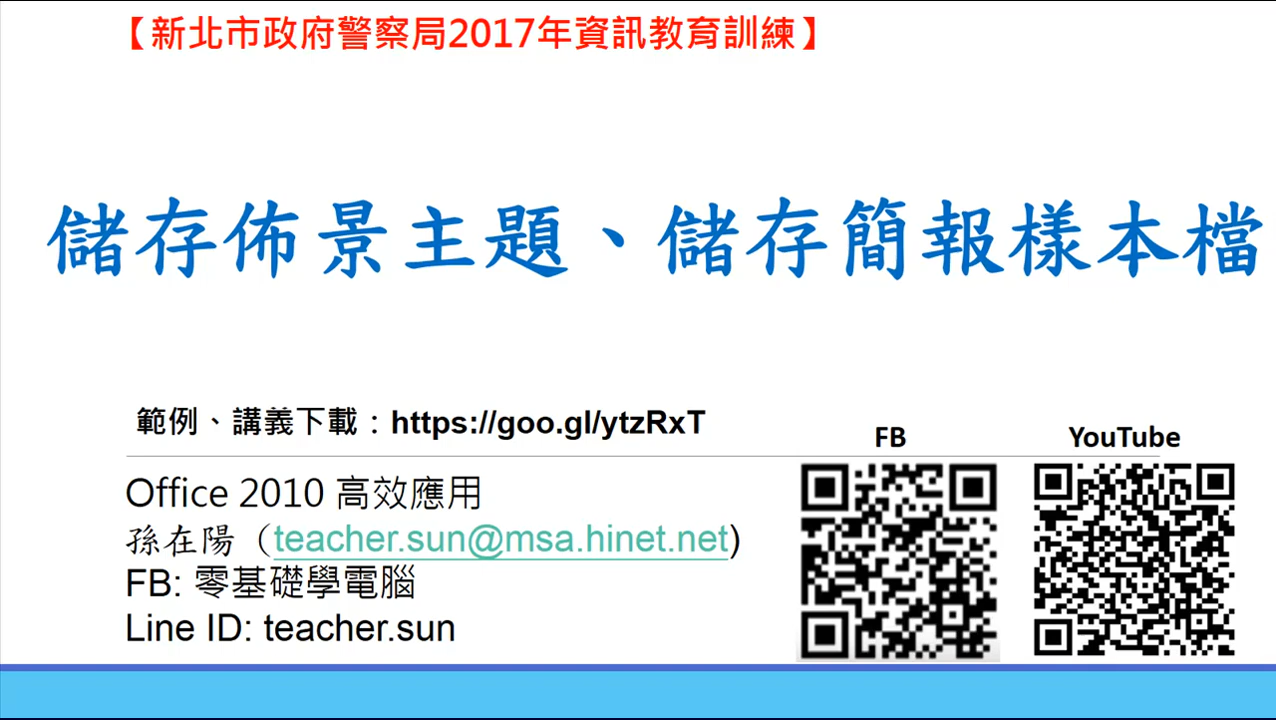 【新北市政府警察局2017年資訊教育訓練】
儲存佈景主題、儲存簡報樣本檔
範例、講義下載：https://goo.gl/ytzRxT
FB
YouTube
Office 2010 高效應用
孫在陽（teacher.sun@msa.hinet.net)
FB: 零基礎學電腦
Line ID: teacher.sun